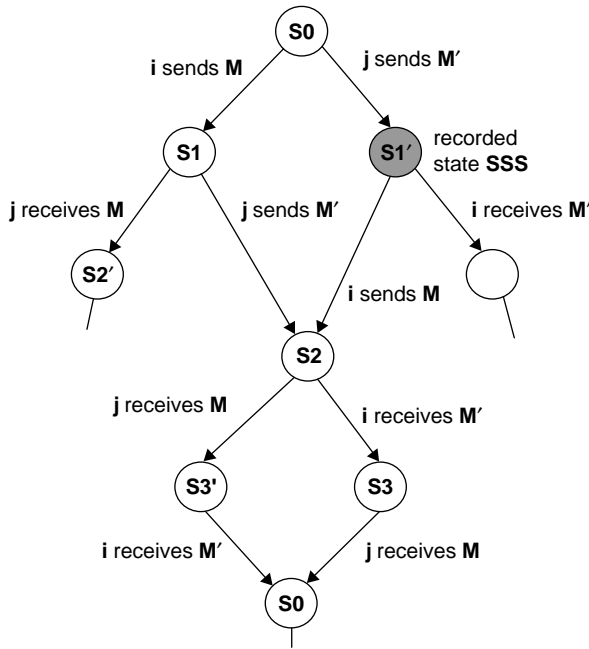 S0
i sends M
j sends M′
S1
S1′
recorded
state SSS
j receives M
j sends M′
i receives M′
S2′
i sends M
S2
j receives M
i receives M′
S3'
S3
i receives M′
j receives M
S0